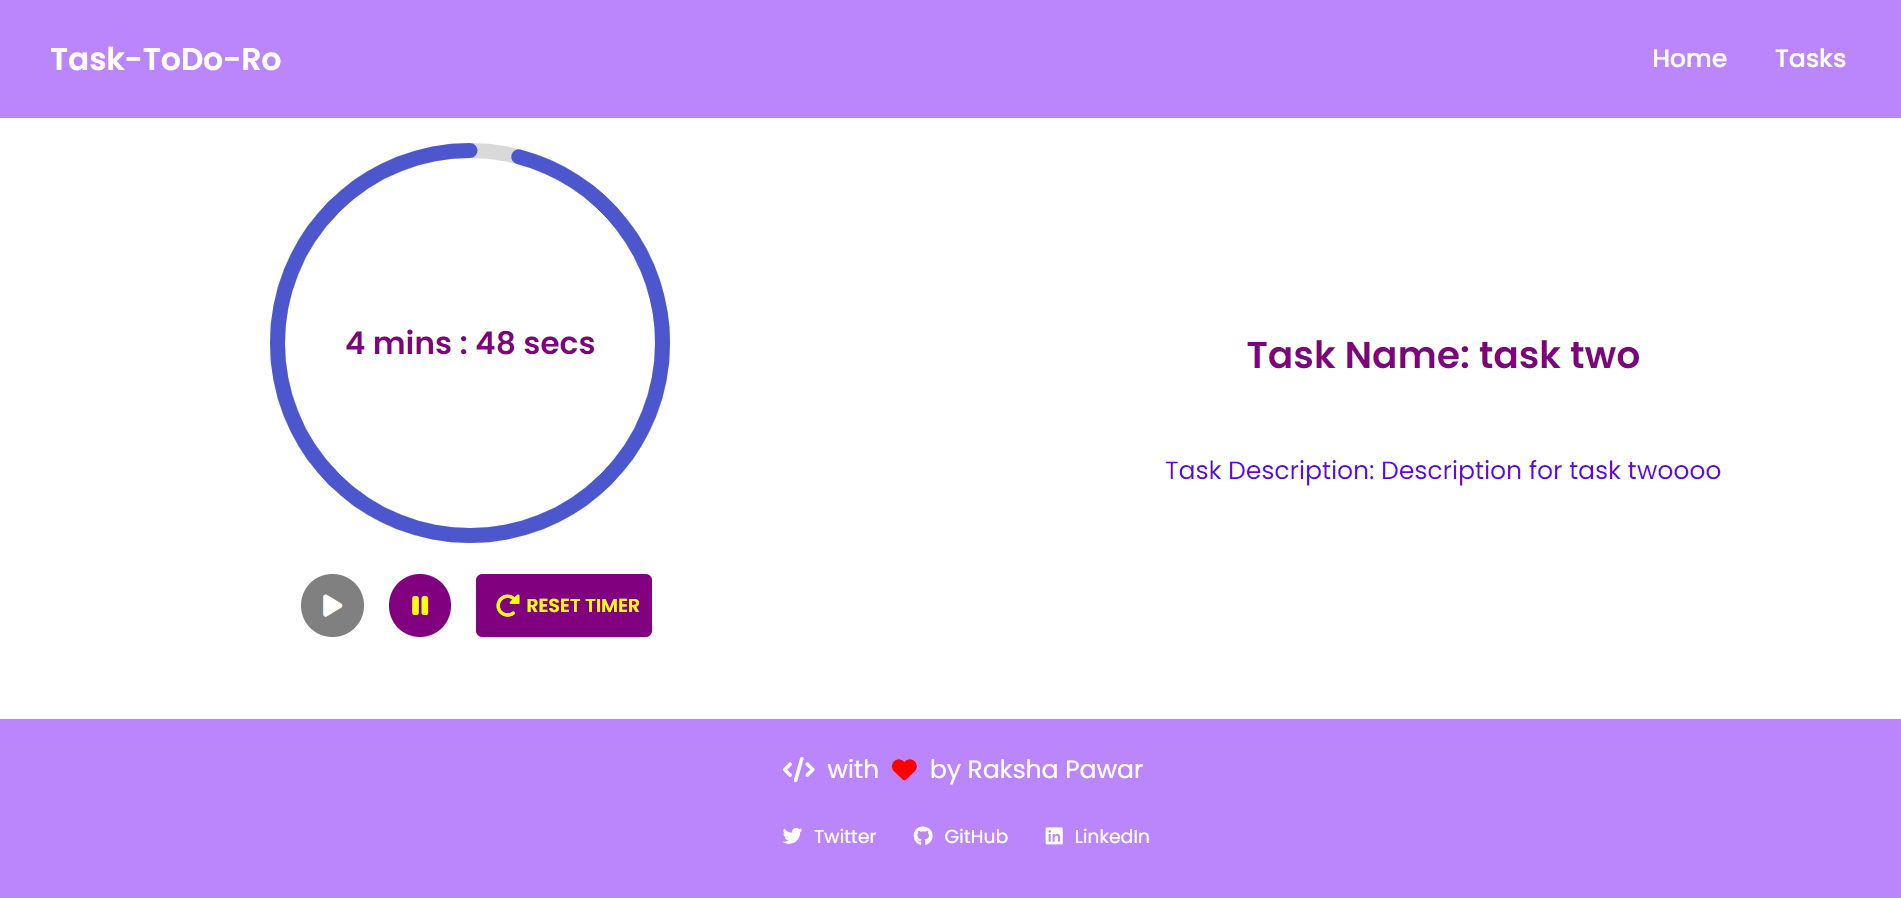 Task-ToDo-Ro
Home Tasks
4 mins : 48 secs
Task Name: task two
Task Description: Description for task twoooo
RESET TIMER
with by Raksha Pawar
Twitter GitHub LinkedIn